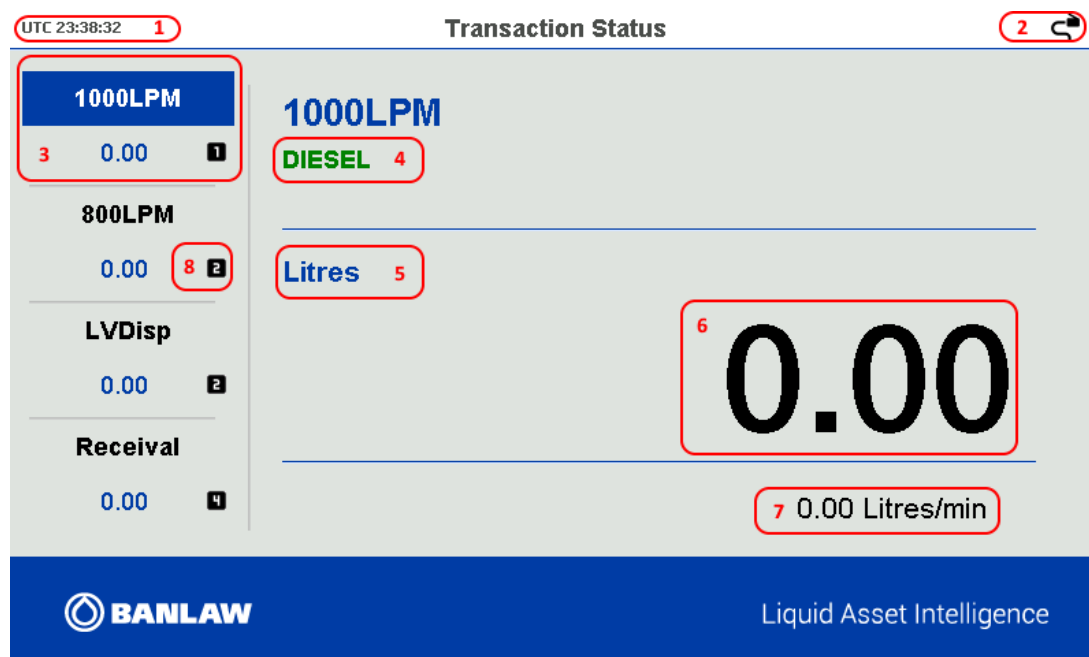 UTC 23:38:32 1
Transaction Status
2
1000LPM
3 0.00 1
800LPM
0.00 8 2
LVDisp
0.00 2
Receival
0.00 4
1000LPM
DIESEL 4
Litres 5
6 0.00
7 0.00 Litres/min
BANLAW
Liquid Asset Intelligence